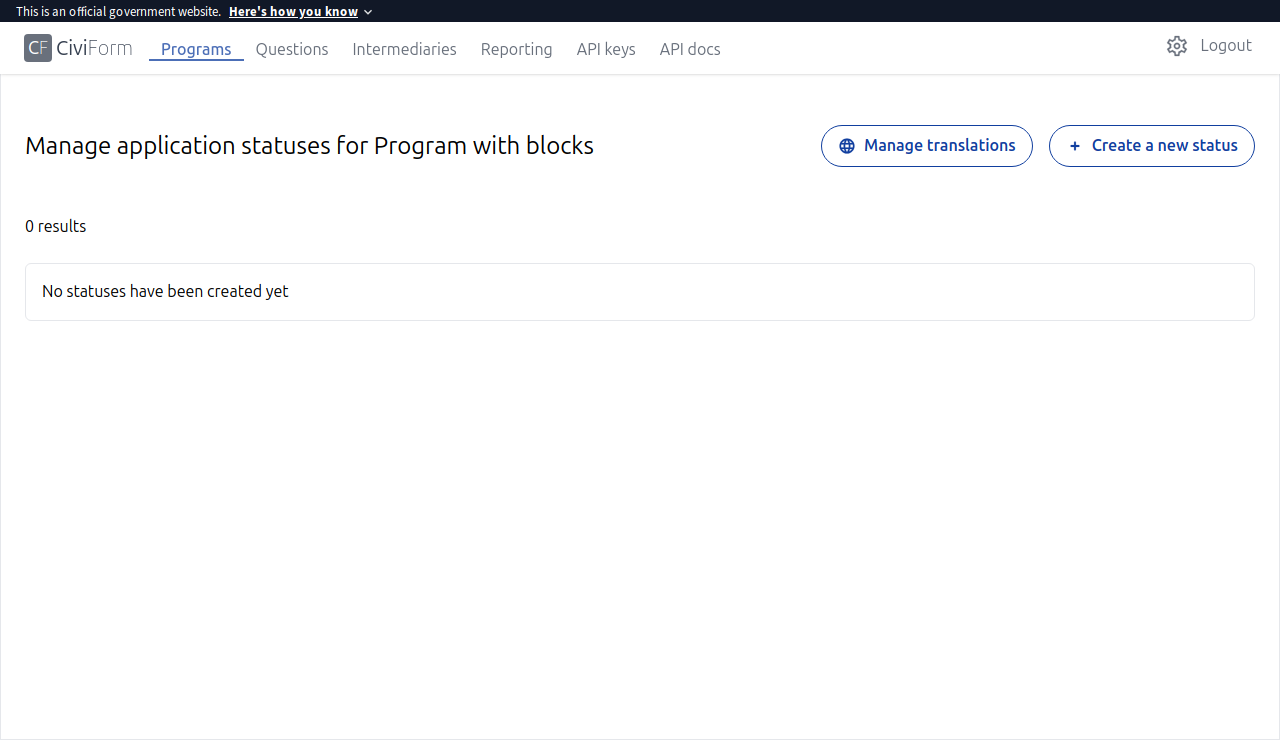 This is an official government website. Here's how you know
CF CiviForm Programs Questions Intermediaries Reporting API keys API docs Logout
Manage application statuses for Program with blocks Manage translations + Create a new status
0 results
No statuses have been created yet